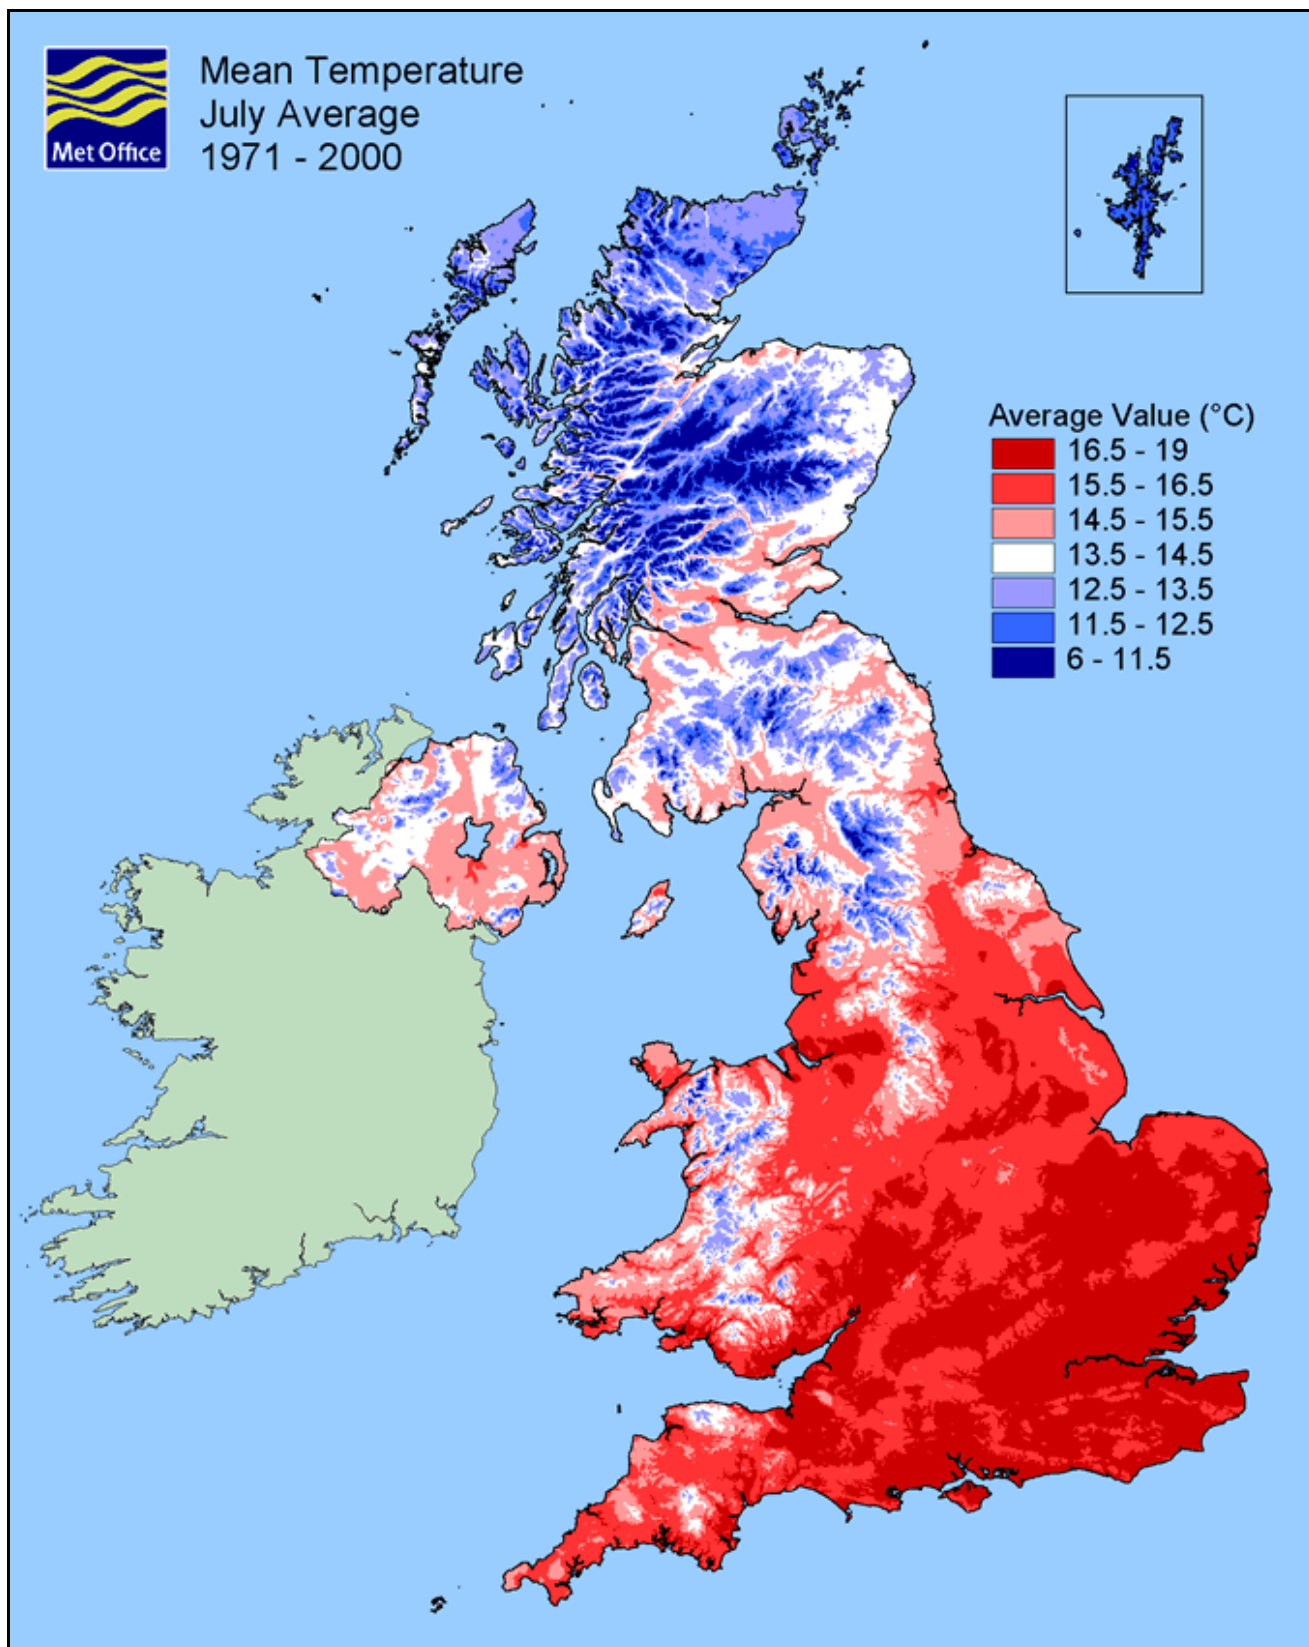 Met Office
Mean Temperature
July Average
1971 - 2000
Average Value (°C)
16.5 - 19
15.5 - 16.5
14.5 - 15.5
13.5 - 14.5
12.5 - 13.5
11.5 - 12.5
6 - 11.5